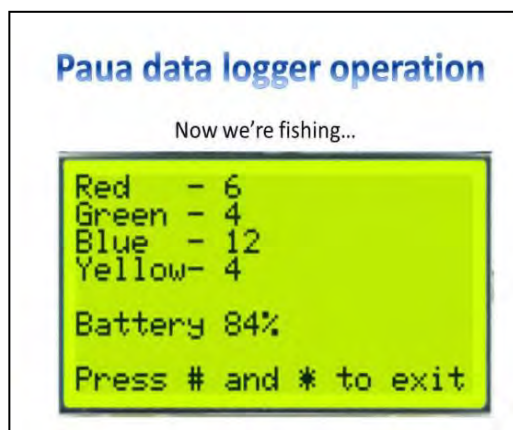 Paua data logger operation
Now we're fishing...
Red - 6
Green - 4
Blue - 12
Yellow- 4
Battery 84%
Press # and * to exit